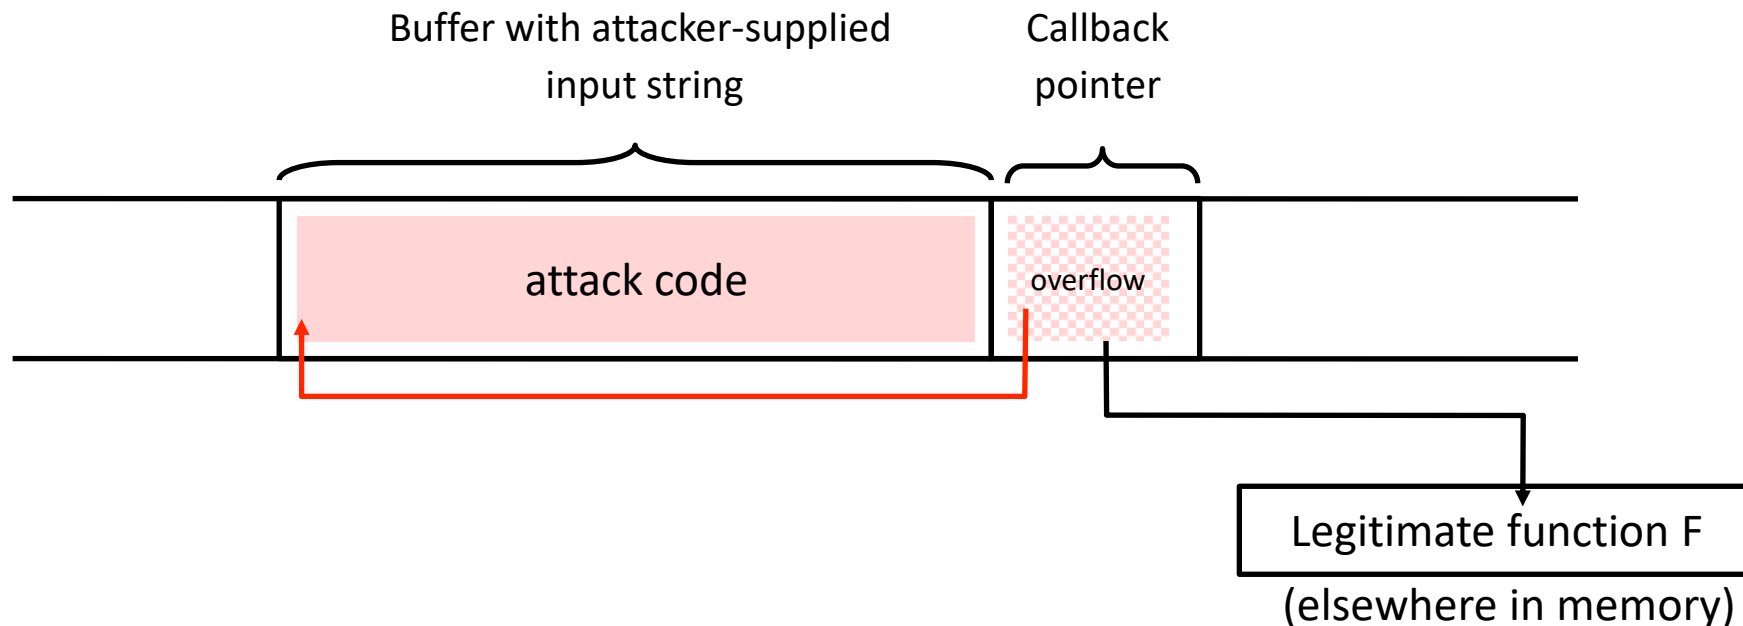 Buffer with attacker-supplied
input string
Callback
pointer
attack code
overflow
Legitimate function F
(elsewhere in memory)